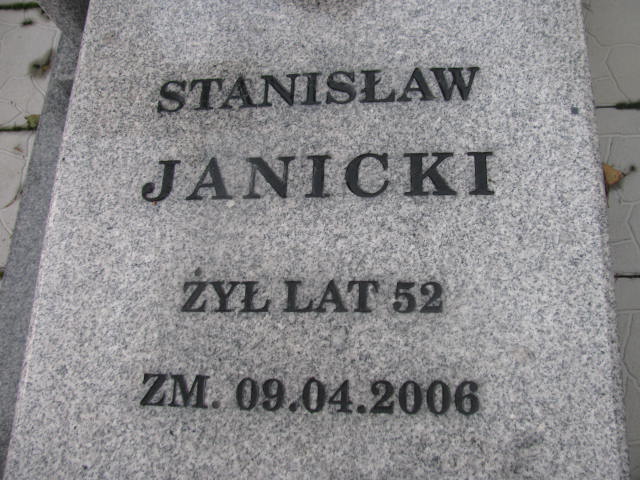 STANISŁAW
JANICKI
ŻYŁ LAT 52
ZM. 09.04.2006